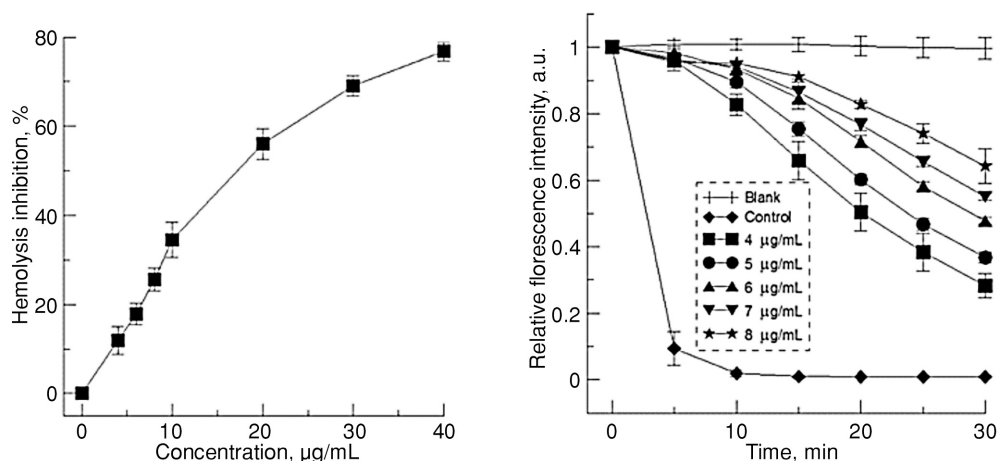 80
60
40
20
0
Hemolysis inhibition, %
0 10 20 30 40
Concentration, µg/mL
1
0.8
0.6
0.4
0.2
0
Relative florescence intensity, a.u.
Blank
Control
4 µg/mL
5 µg/mL
6 µg/mL
7 µg/mL
8 µg/mL
0 10 20 30
Time, min